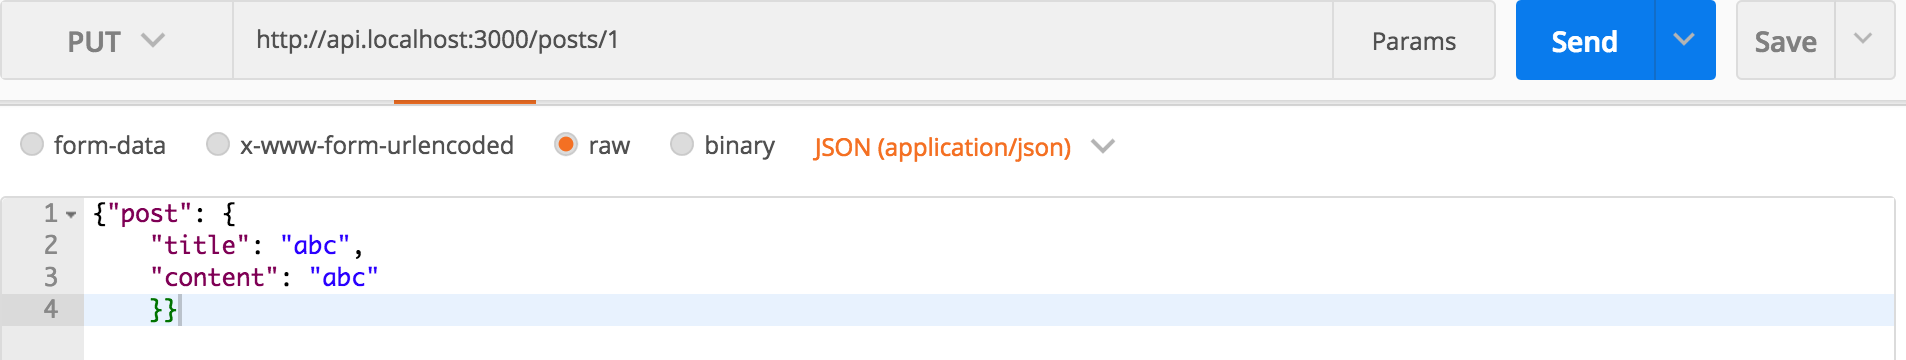 PUT http://api.localhost:3000/posts/1 Params Send Save
form-data x-www-form-urlencoded raw binary JSON (application/json)
1 {"post": {
2 "title": "abc",
3 "content": "abc"
4 }}